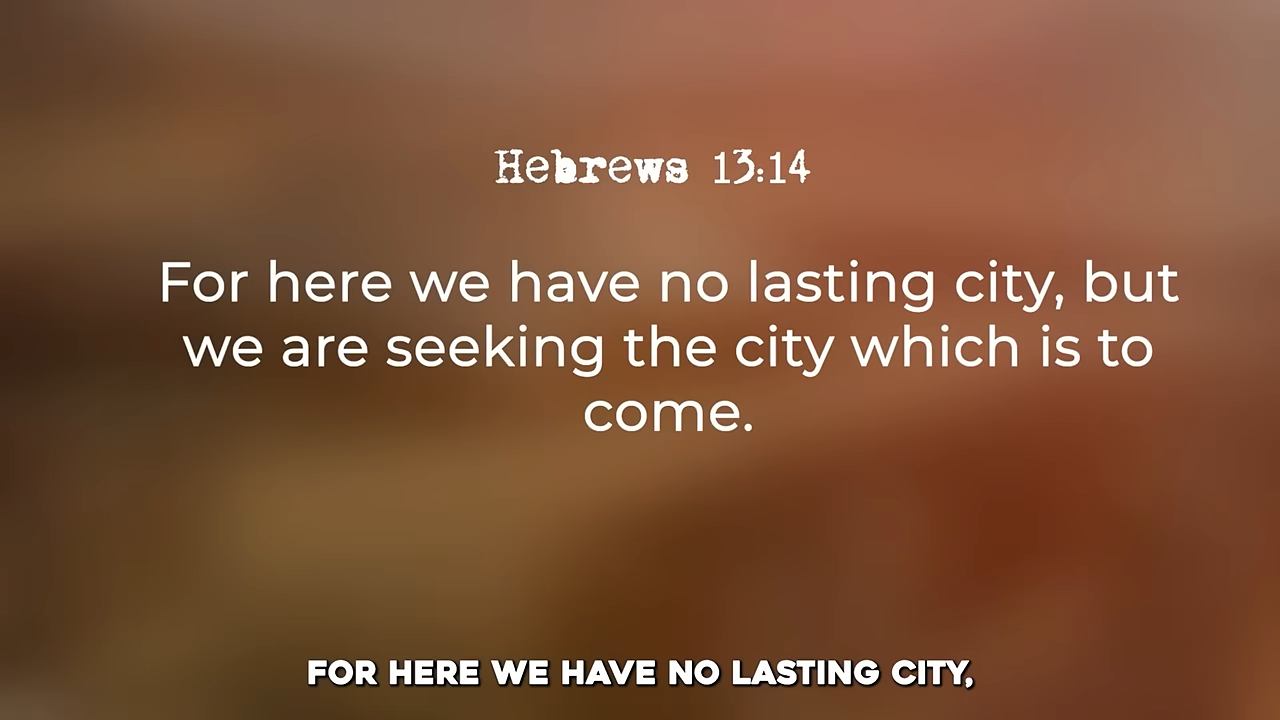 Hebrews 13:14
For here we have no lasting city, but
we are seeking the city which is to
come.
FOR HERE WE HAVE NO LASTING CITY,